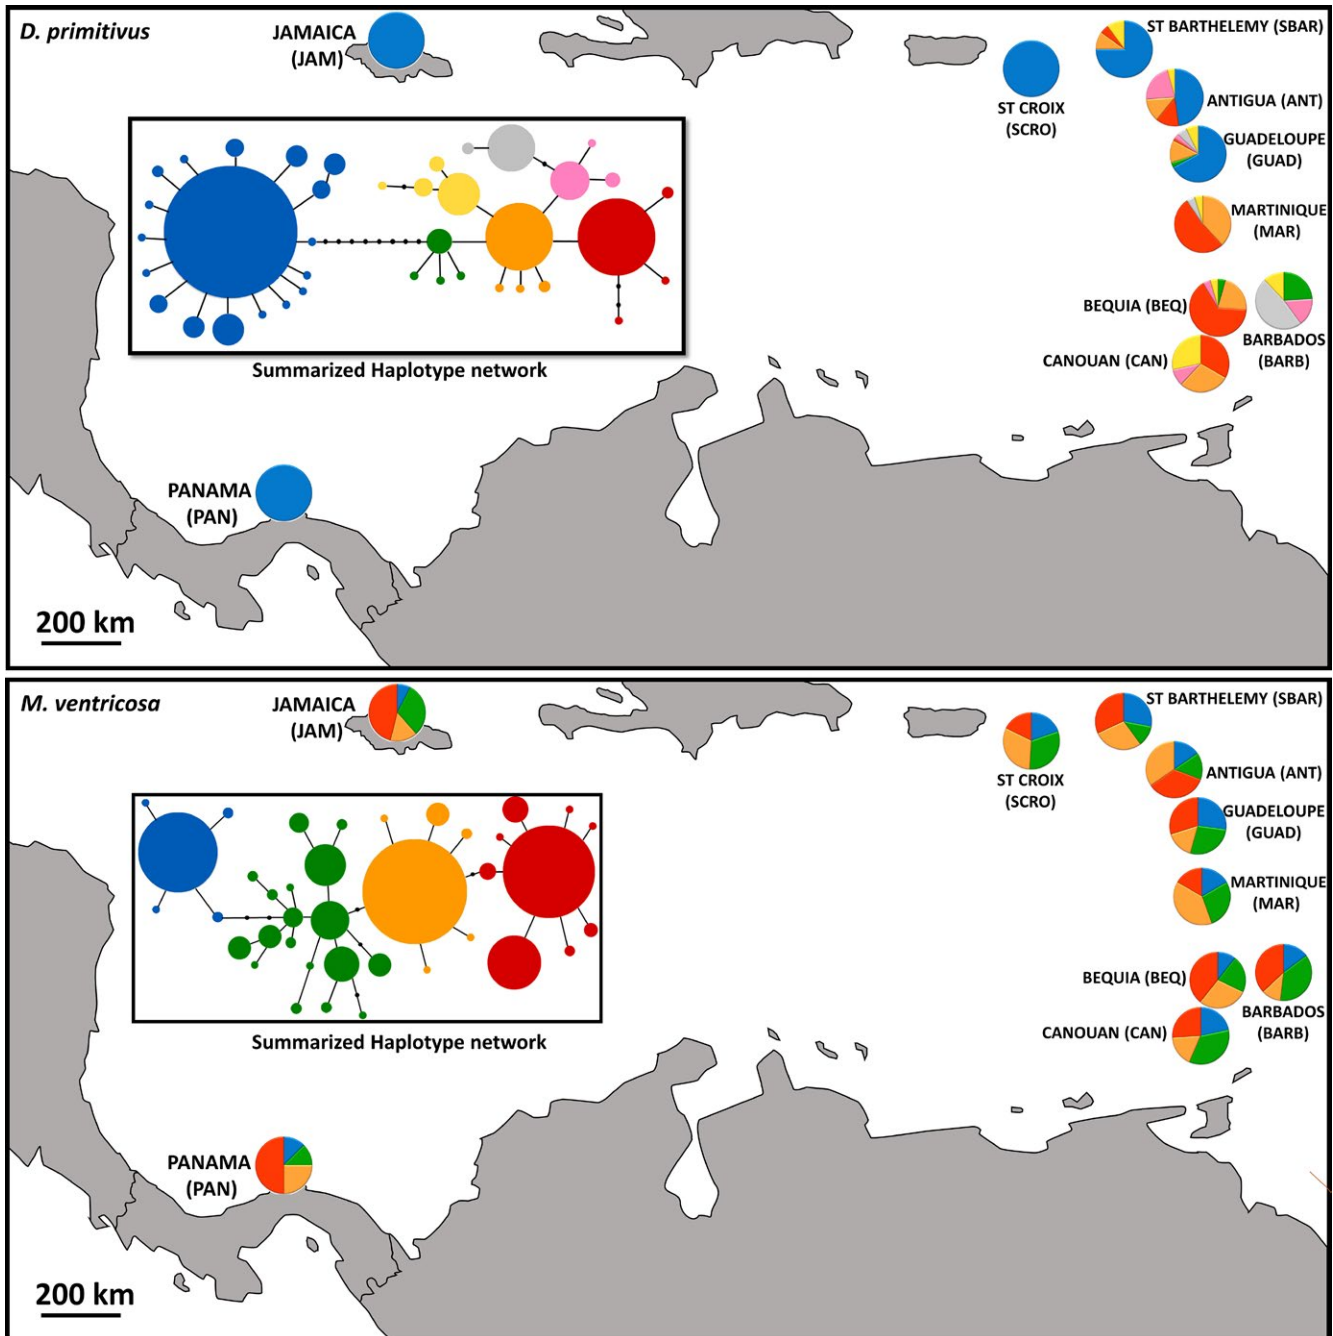 D. primitivus
JAMAICA
(JAM)
ST BARTHELEMY (SBAR)
ST CROIX
(SCRO)
ANTIGUA (ANT)
GUADELOUPE
(GUAD)
MARTINIQUE
(MAR)
BEQUIA (BEQ)
BARBADOS
(BARB)
CANOUAN (CAN)
Summarized Haplotype network
PANAMA
(PAN)
200 km
M. ventricosa
JAMAICA
(JAM)
ST BARTHELEMY (SBAR)
ST CROIX
(SCRO)
ANTIGUA (ANT)
GUADELOUPE
(GUAD)
MARTINIQUE
(MAR)
BEQUIA (BEQ)
BARBADOS
(BARB)
CANOUAN (CAN)
Summarized Haplotype network
PANAMA
(PAN)
200 km